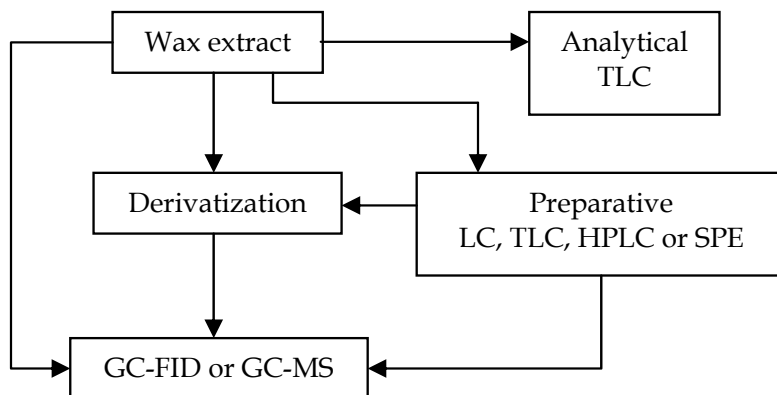 Wax extract
Analytical
TLC
Derivatization
Preparative
LC, TLC, HPLC or SPE
GC-FID or GC-MS